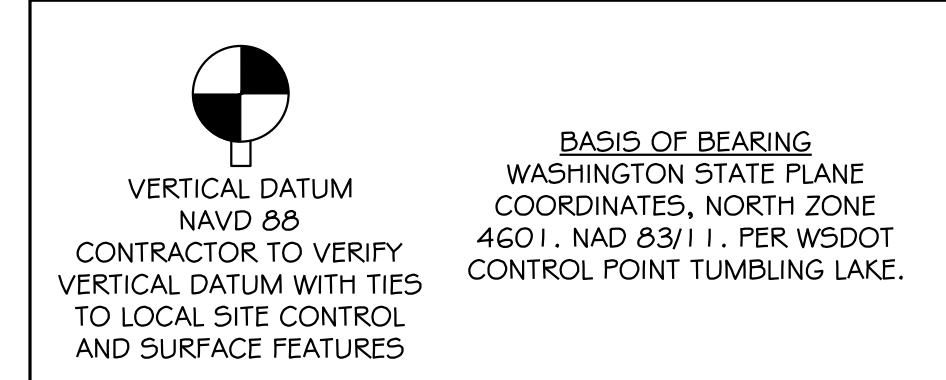 VERTICAL DATUM
NAVD 88
CONTRACTOR TO VERIFY
VERTICAL DATUM WITH TIES
TO LOCAL SITE CONTROL
AND SURFACE FEATURES
BASIS OF BEARING
WASHINGTON STATE PLANE
COORDINATES, NORTH ZONE
4601. NAD 83/11. PER WSDOT
CONTROL POINT TUMBLING LAKE.